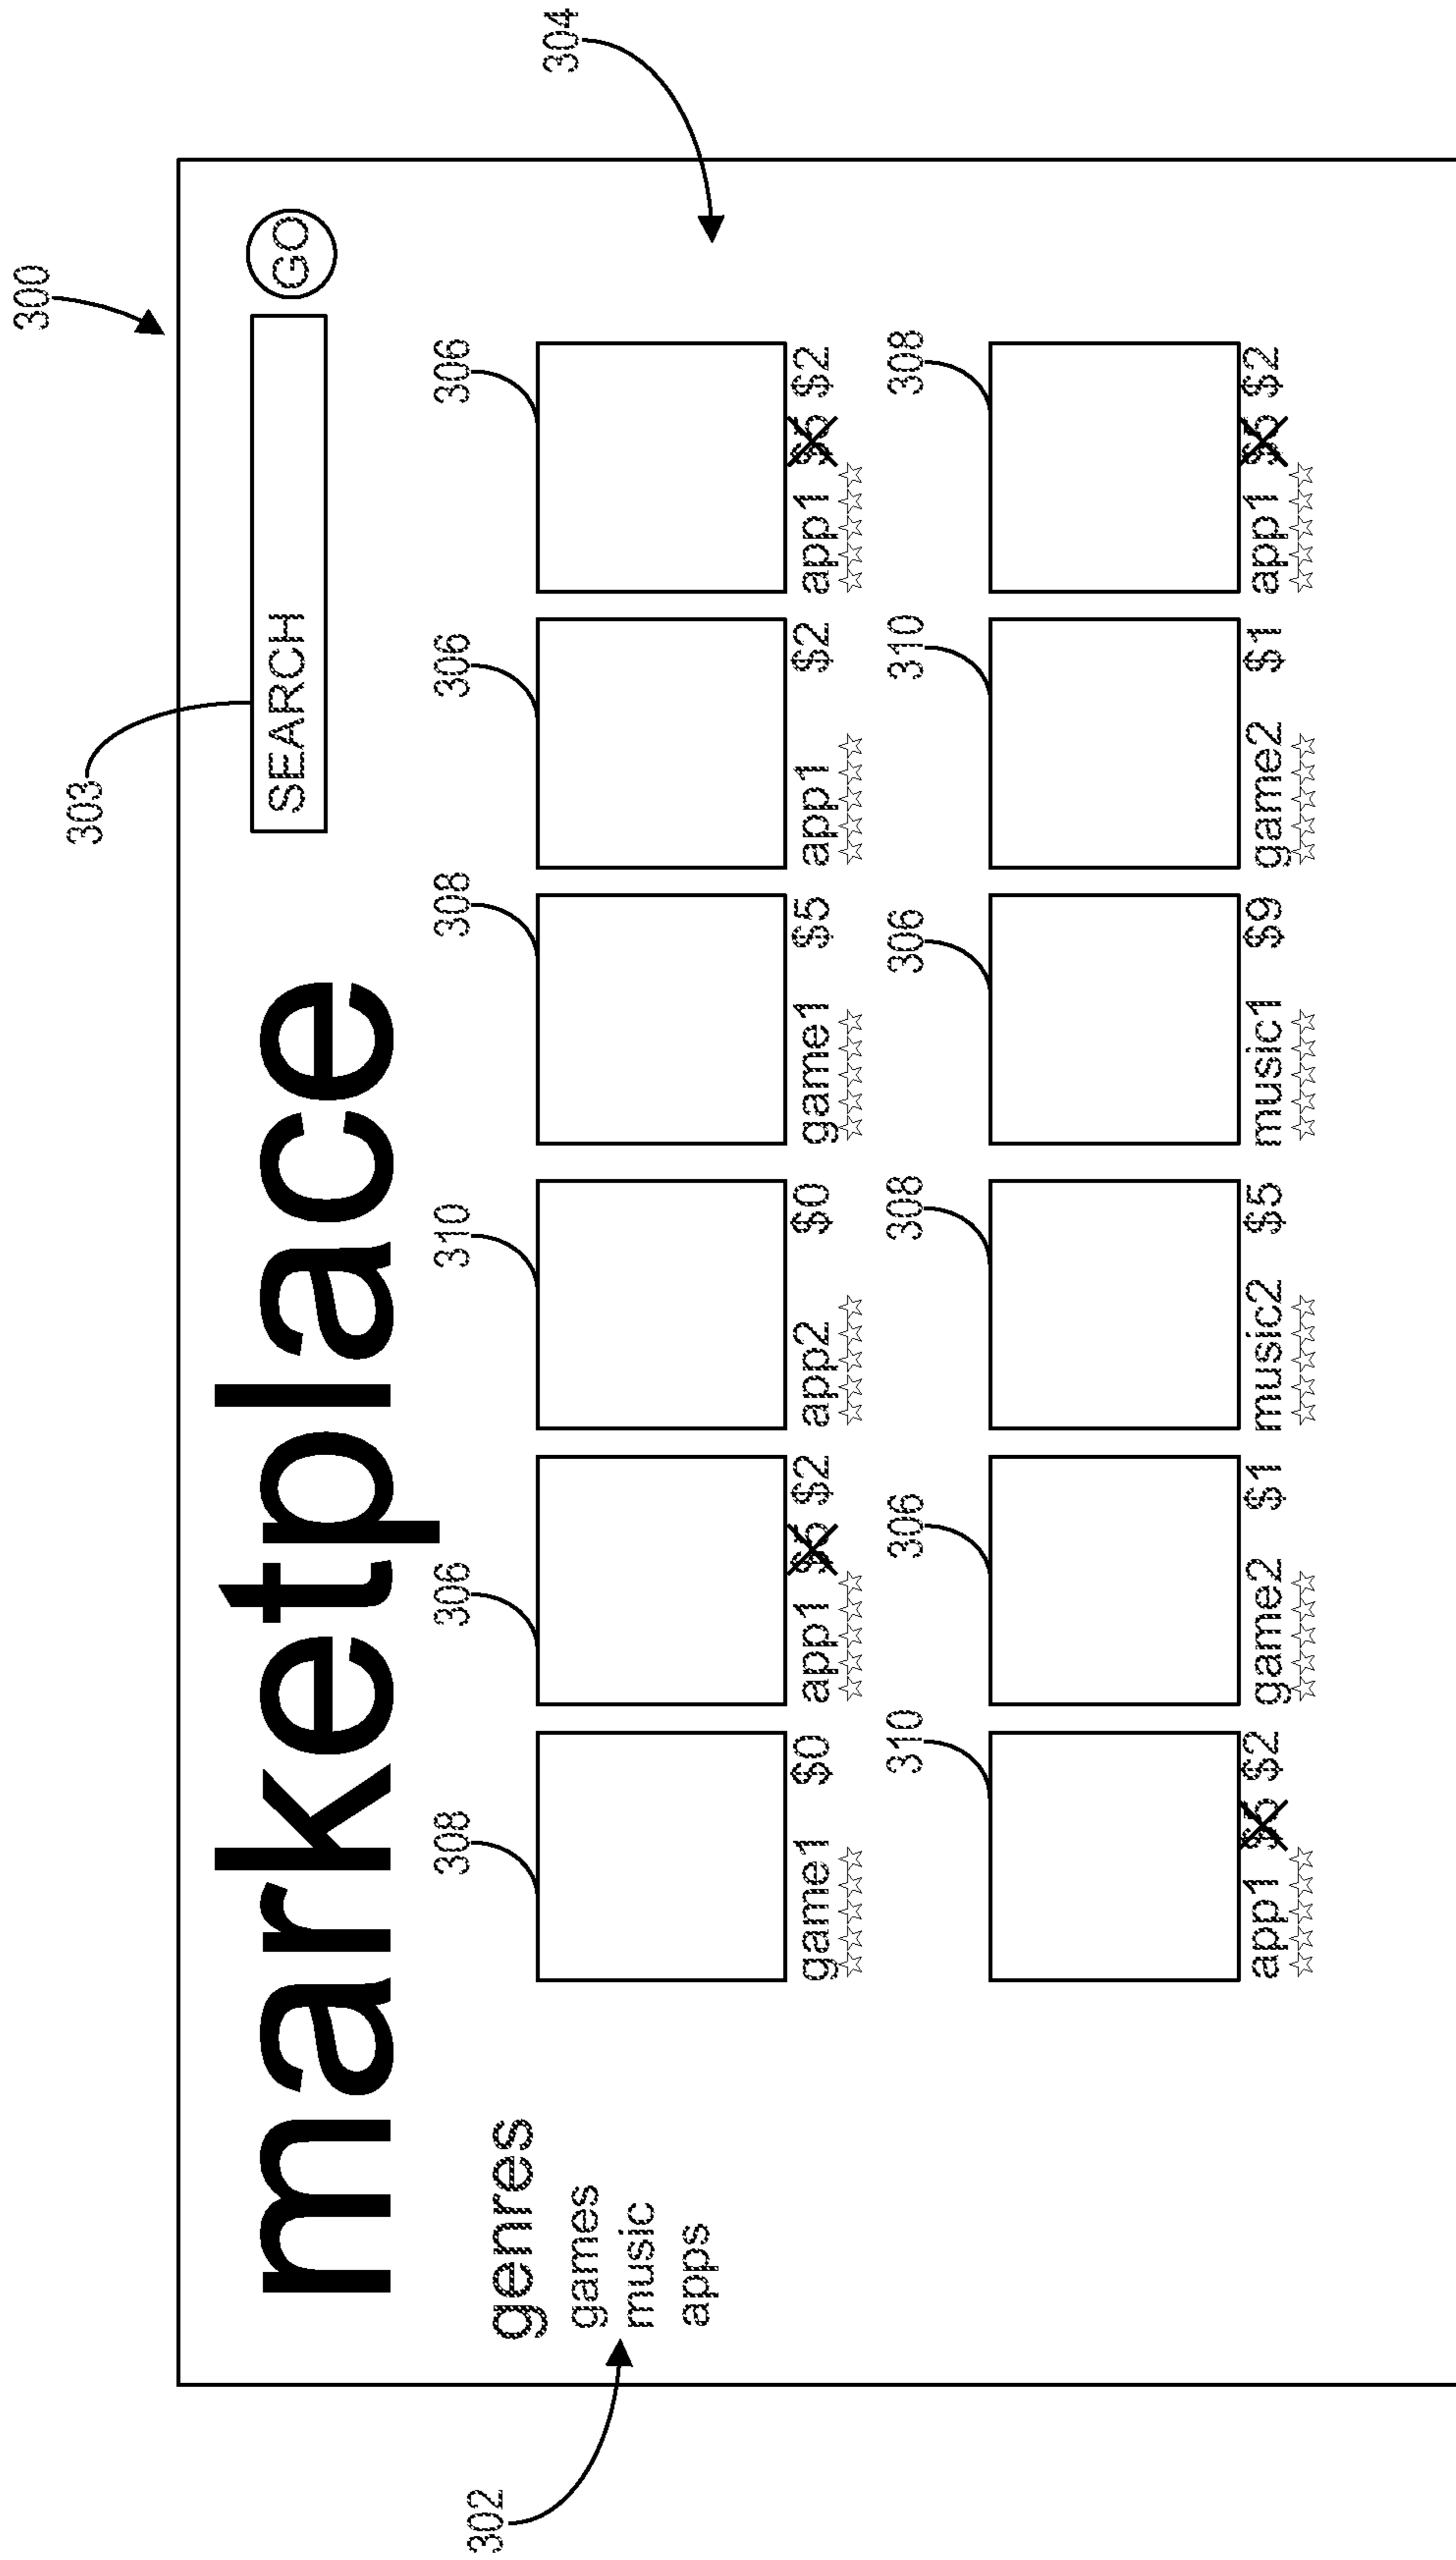 300
303
marketplace SEARCH GO
304
302
genres
games
music
apps
308 306 310 308 306 306
game1 $0 app1 $5 $2 app2 $0 game1 $5 app1 $2 app1 $5 $2
☆☆☆☆☆ ☆☆☆☆☆ ☆☆☆☆☆ ☆☆☆☆☆ ☆☆☆☆☆ ☆☆☆☆☆
310 306 308 306 310 308
app1 $5 $2 game2 $1 music2 $5 music1 $9 game2 $1 app1 $5 $2
☆☆☆☆☆ ☆☆☆☆☆ ☆☆☆☆☆ ☆☆☆☆☆ ☆☆☆☆☆ ☆☆☆☆☆